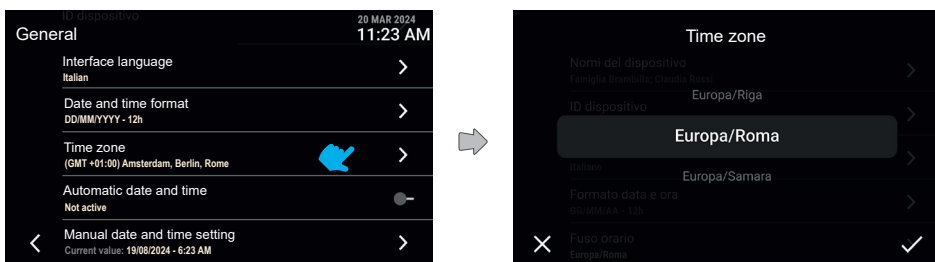 ID dispositivo
20 MAR 2024
General
11:23 AM
Interface language
Italian
Date and time format
DD/MM/YYYY - 12h
Time zone
(GMT +01:00) Amsterdam, Berlin, Rome
Automatic date and time
Not active
Manual date and time setting
Current value: 19/08/2024 - 6:23 AM
Time zone
Nomi del dispositivo
Famiglia Brembilla; Claudia Rossi
Europa/Riga
ID dispositivo
Europa/Roma
Italiano
Europa/Samara
Formato data e ora
GG/MM/AA - 12h
Fuso orario
Europa/Roma